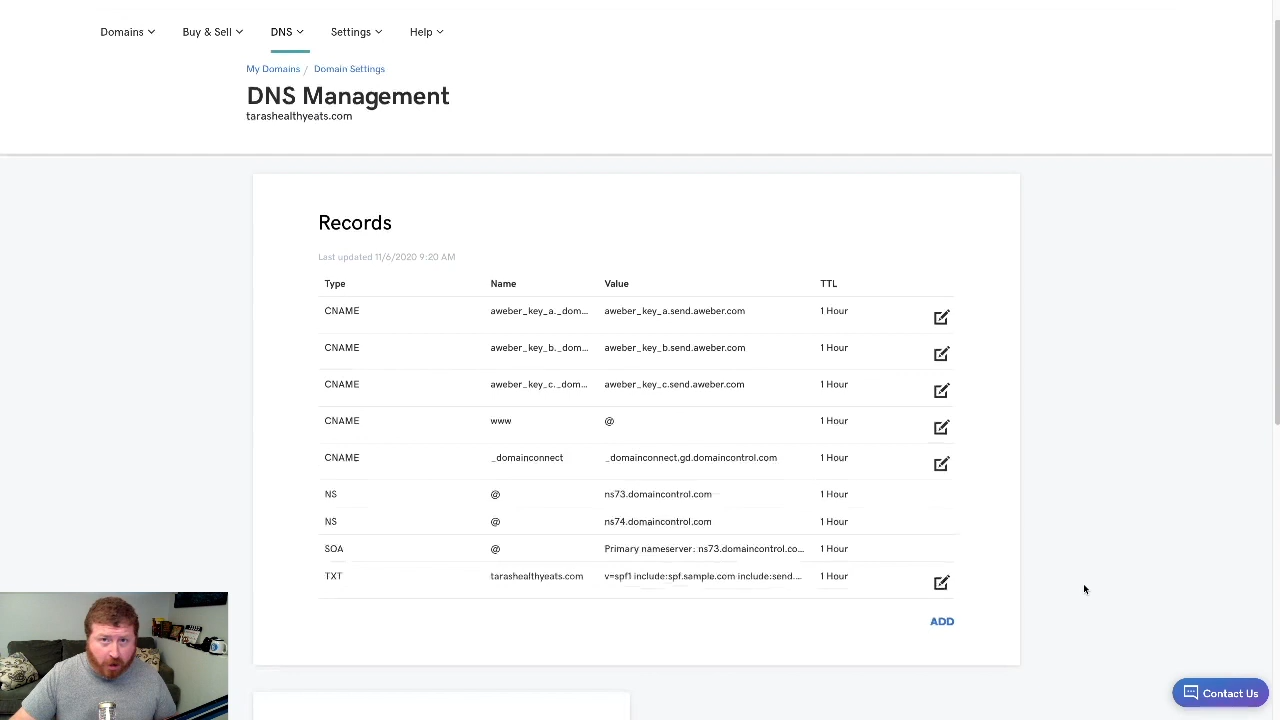 Domains Buy & Sell DNS Settings Help
My Domains / Domain Settings
DNS Management
tarashealthyeats.com
Records
Last updated 11/6/2020 9:20 AM
Type Name Value TTL
CNAME aweber_key_a._dom... aweber_key_a.send.aweber.com 1 Hour
CNAME aweber_key_b._dom... aweber_key_b.send.aweber.com 1 Hour
CNAME aweber_key_c._dom... aweber_key_c.send.aweber.com 1 Hour
CNAME www @ 1 Hour
CNAME _domainconnect _domainconnect.gd.domaincontrol.com 1 Hour
NS @ ns73.domaincontrol.com 1 Hour
NS @ ns74.domaincontrol.com 1 Hour
SOA @ Primary nameserver: ns73.domaincontrol.co... 1 Hour
TXT tarashealthyeats.com v=spf1 include:spf.sample.com include:send.... 1 Hour
ADD
Contact Us